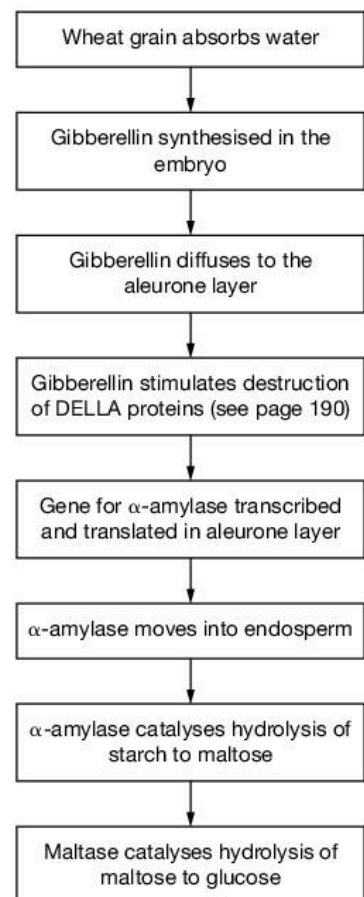 Wheat grain absorbs water
Gibberellin synthesised in the
embryo
Gibberellin diffuses to the
aleurone layer
Gibberellin stimulates destruction
of DELLA proteins (see page 190)
Gene for α-amylase transcribed
and translated in aleurone layer
α-amylase moves into endosperm
α-amylase catalyses hydrolysis of
starch to maltose
Maltase catalyses hydrolysis of
maltose to glucose